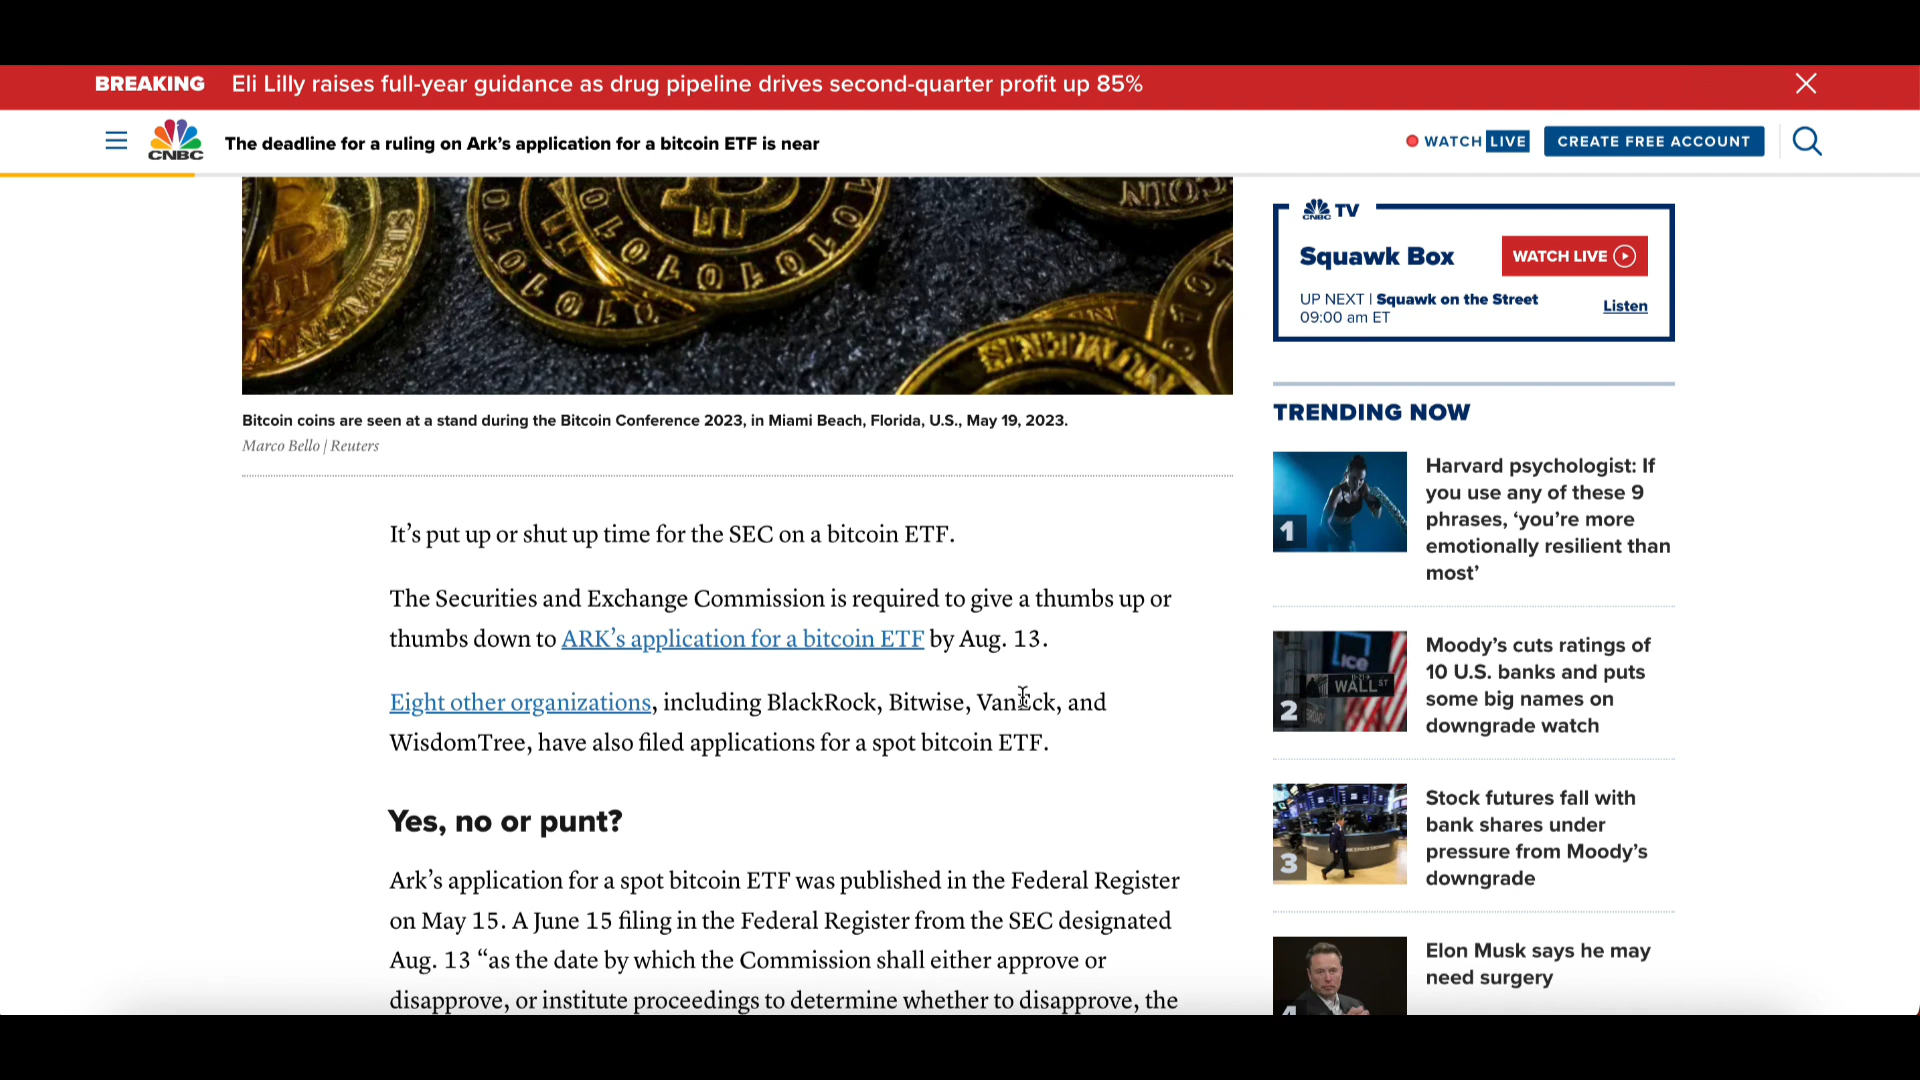 BREAKING Eli Lilly raises full-year guidance as drug pipeline drives second-quarter profit up 85%
CNBC The deadline for a ruling on Ark’s application for a bitcoin ETF is near WATCH LIVE CREATE FREE ACCOUNT
Bitcoin coins are seen at a stand during the Bitcoin Conference 2023, in Miami Beach, Florida, U.S., May 19, 2023.
Marco Bello | Reuters
It’s put up or shut up time for the SEC on a bitcoin ETF.
The Securities and Exchange Commission is required to give a thumbs up or
thumbs down to ARK’s application for a bitcoin ETF by Aug. 13.
Eight other organizations, including BlackRock, Bitwise, VanEck, and
WisdomTree, have also filed applications for a spot bitcoin ETF.
Yes, no or punt?
Ark’s application for a spot bitcoin ETF was published in the Federal Register
on May 15. A June 15 filing in the Federal Register from the SEC designated
Aug. 13 “as the date by which the Commission shall either approve or
disapprove, or institute proceedings to determine whether to disapprove, the
CNBC TV
Squawk Box WATCH LIVE
UP NEXT | Squawk on the Street
09:00 am ET
Listen
TRENDING NOW
1
Harvard psychologist: If
you use any of these 9
phrases, ‘you’re more
emotionally resilient than
most’
ICE
WALL ST
2
Moody’s cuts ratings of
10 U.S. banks and puts
some big names on
downgrade watch
3
Stock futures fall with
bank shares under
pressure from Moody’s
downgrade
4
Elon Musk says he may
need surgery